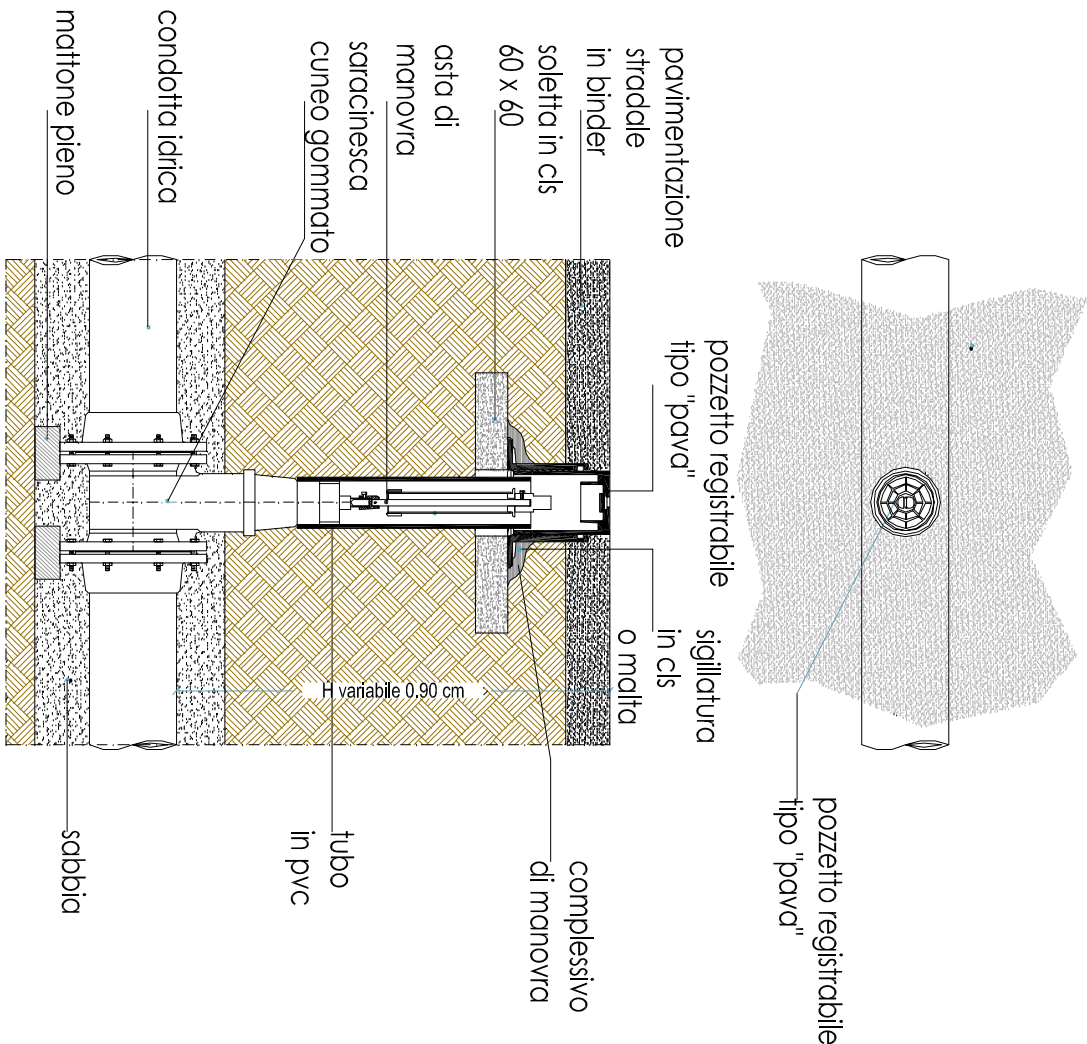 pavimentazione
stradale
in binder
soletta in cls
60 x 60
asta di
manovra
saracinesca
cuneo gommato
condotta idrica
mattone pieno
pozzetto registrabile
tipo "pava"
sigillatura
in cls
o malta
H variabile 0,90 cm
pozzetto registrabile
tipo "pava"
complessivo
di manovra
tubo
in pvc
sabbia